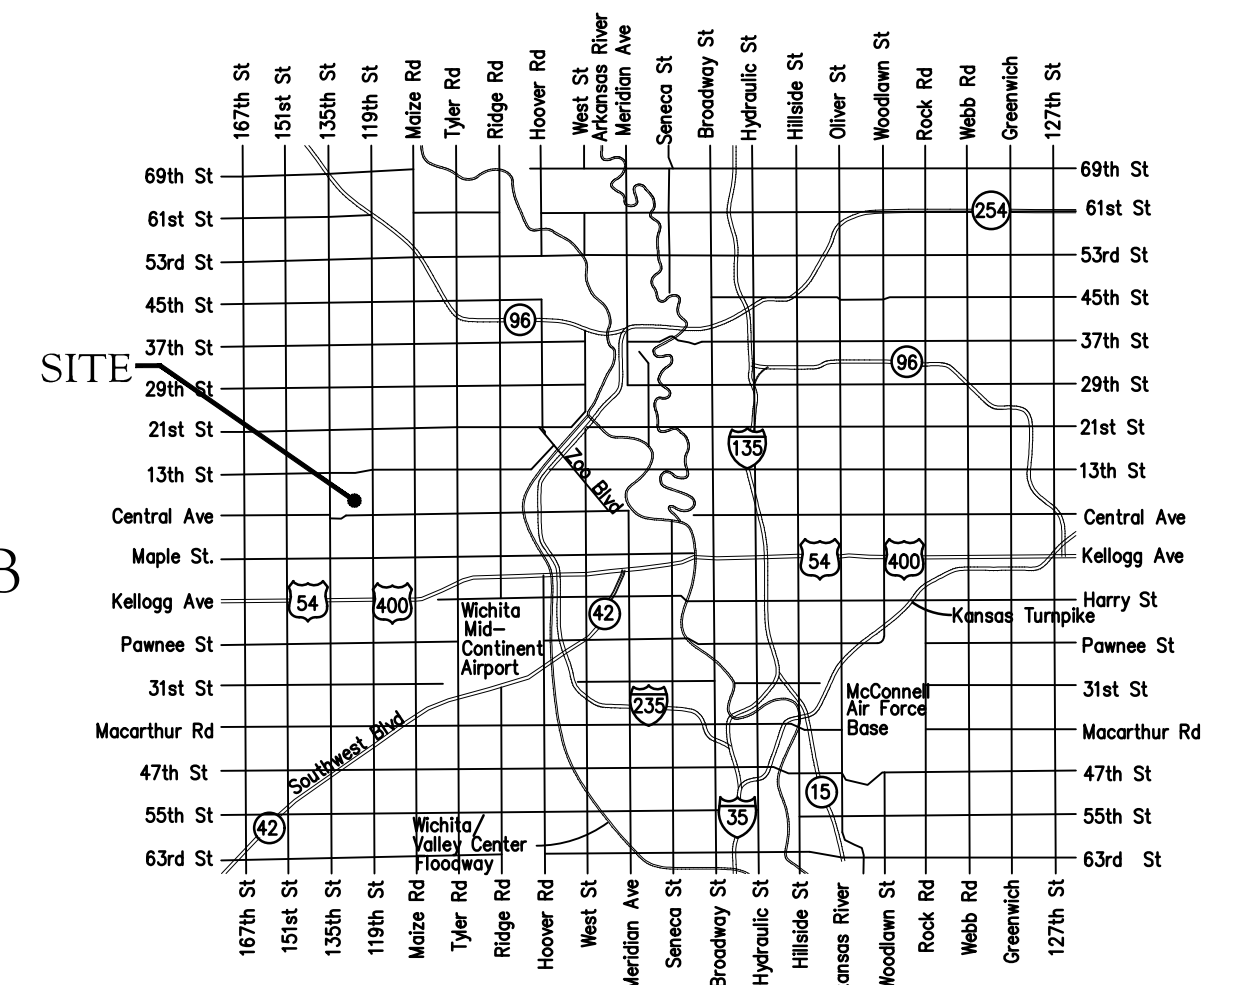 167th St
151st St
135th St
119th St
Maize Rd
Tyler Rd
Ridge Rd
Hoover Rd
West St
Arkansas River
Meridian Ave
Seneca St
Broadway St
Hydraulic St
Hillside St
Oliver St
Woodlawn St
Rock Rd
Webb Rd
Greenwich
127th St
69th St
69th St
61st St
254
61st St
53rd St
53rd St
45th St
45th St
96
37th St
37th St
SITE
96
29th St
29th St
21st St
21st St
135
13th St
13th St
Zoo Blvd
Central Ave
Central Ave
Maple St.
54
400
Kellogg Ave
B
Kellogg Ave
54
400
Harry St
Wichita
Mid-
Continent
Airport
42
Kansas Turnpike
Pawnee St
Pawnee St
31st St
31st St
McConnell
Air Force
Base
235
Macarthur Rd
Macarthur Rd
Southwest Blvd
47th St
47th St
15
55th St
55th St
35
42
Wichita/
Valley Center
Floodway
63rd St
63rd St
167th St
151st St
135th St
119th St
Maize Rd
Tyler Rd
Ridge Rd
Hoover Rd
West St
Meridian Ave
Seneca St
Broadway St
Hydraulic St
Hillside St
ansas River
Woodlawn St
Rock Rd
Webb Rd
Greenwich
127th St